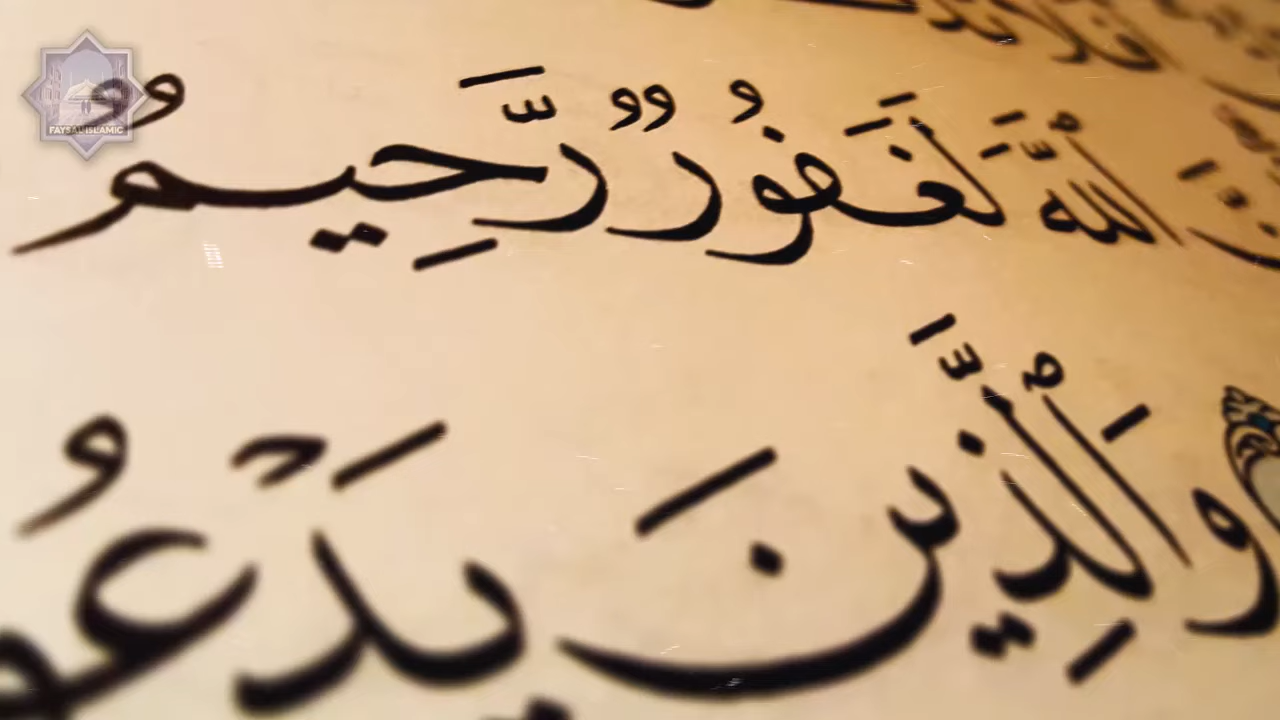 FAYSAL ISLAMIC
نَّ ٱللَّهَ لَغَفُورٌ رَّحِيمٌ
وَٱلَّذِينَ يَدْعُو